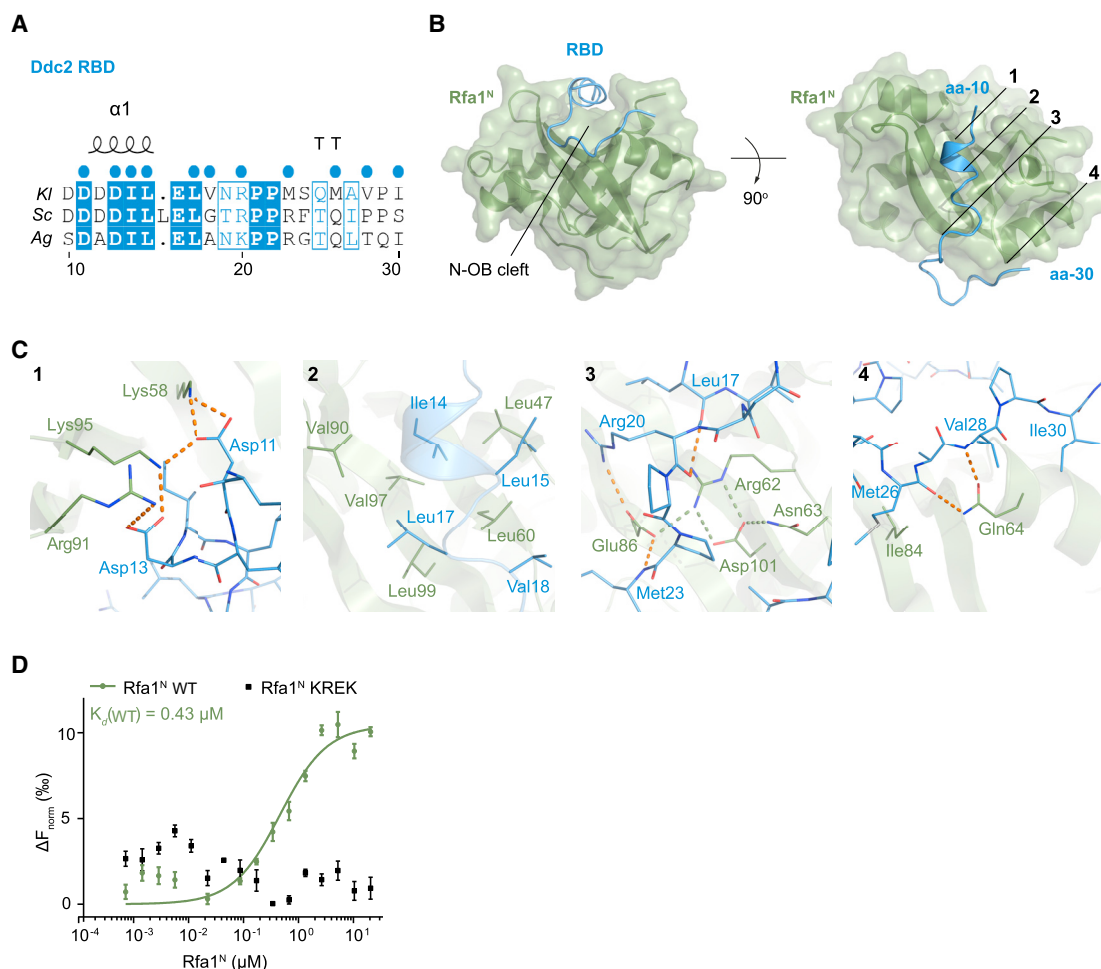 A
Ddc2 RBD
α1
T T
Kl D D D D I L . E L V N R P P M S Q M A V P I
Sc D D D D I L L E L G T R P P R F T Q I P P S
Ag S D A D I L . E L A N K P P R G T Q L T Q I
10 20 30
B
RBD
Rfa1ᴺ
N-OB cleft
90º
Rfa1ᴺ
aa-10
1
2
3
4
aa-30
C
1
Lys58
Lys95
Asp11
Arg91
Asp13
2
Ile14
Leu47
Val90
Val97
Leu15
Leu17
Leu60
Leu99
Val18
3
Leu17
Arg20
Arg62
Asn63
Glu86
Asp101
Met23
4
Val28
Ile30
Met26
Gln64
Ile84
D
Rfa1ᴺ WT Rfa1ᴺ KREK
Kd(WT) = 0.43 µM
ΔFnorm (‰)
10
5
0
10⁻⁴ 10⁻³ 10⁻² 10⁻¹ 10⁰ 10¹
Rfa1ᴺ (µM)